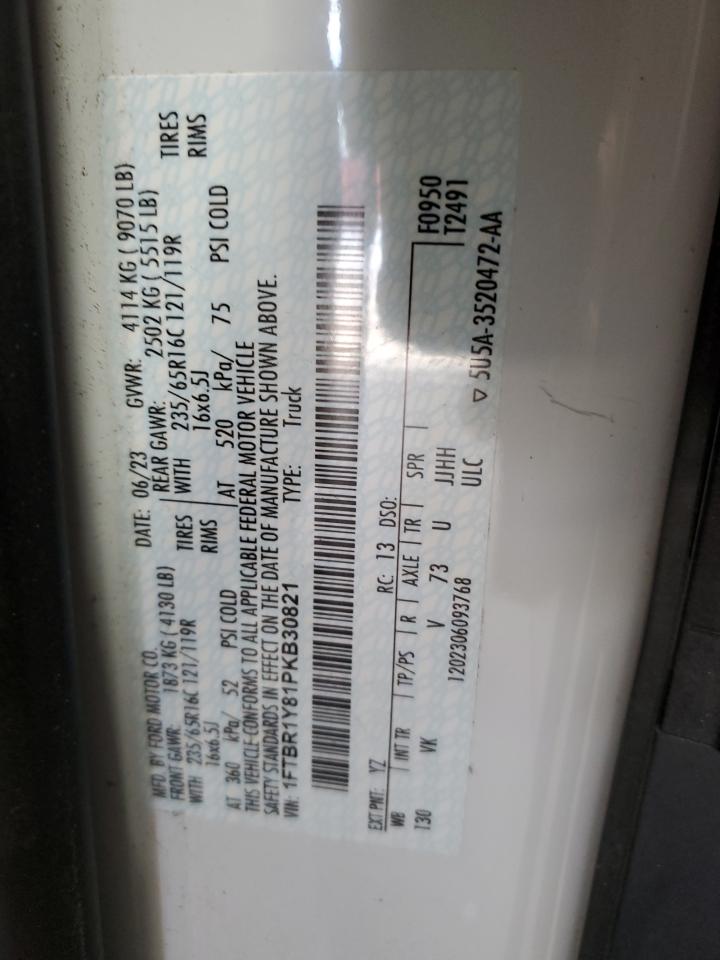 MFD. BY FORD MOTOR CO.
DATE: 06/23 GVWR: 4114 KG ( 9070 LB)
FRONT GAWR: 1873 KG ( 4130 LB) REAR GAWR: 2502 KG ( 5515 LB)
WITH 235/65R16C 121/119R TIRES WITH 235/65R16C 121/119R TIRES
16x6.5J RIMS 16x6.5J RIMS
AT 360 kPa/ 52 PSI COLD AT 520 kPa/ 75 PSI COLD
THIS VEHICLE CONFORMS TO ALL APPLICABLE FEDERAL MOTOR VEHICLE
SAFETY STANDARDS IN EFFECT ON THE DATE OF MANUFACTURE SHOWN ABOVE.
VIN: 1FTBR1Y81PKB30821 TYPE: Truck
EXT PNT: YZ RC: 13 DSO: F0950
WB INT TR TP/PS R AXLE TR SPR T2491
130 VK V 73 U JJHH
1202306093768 ULC ▽ 5U5A-3520472-AA